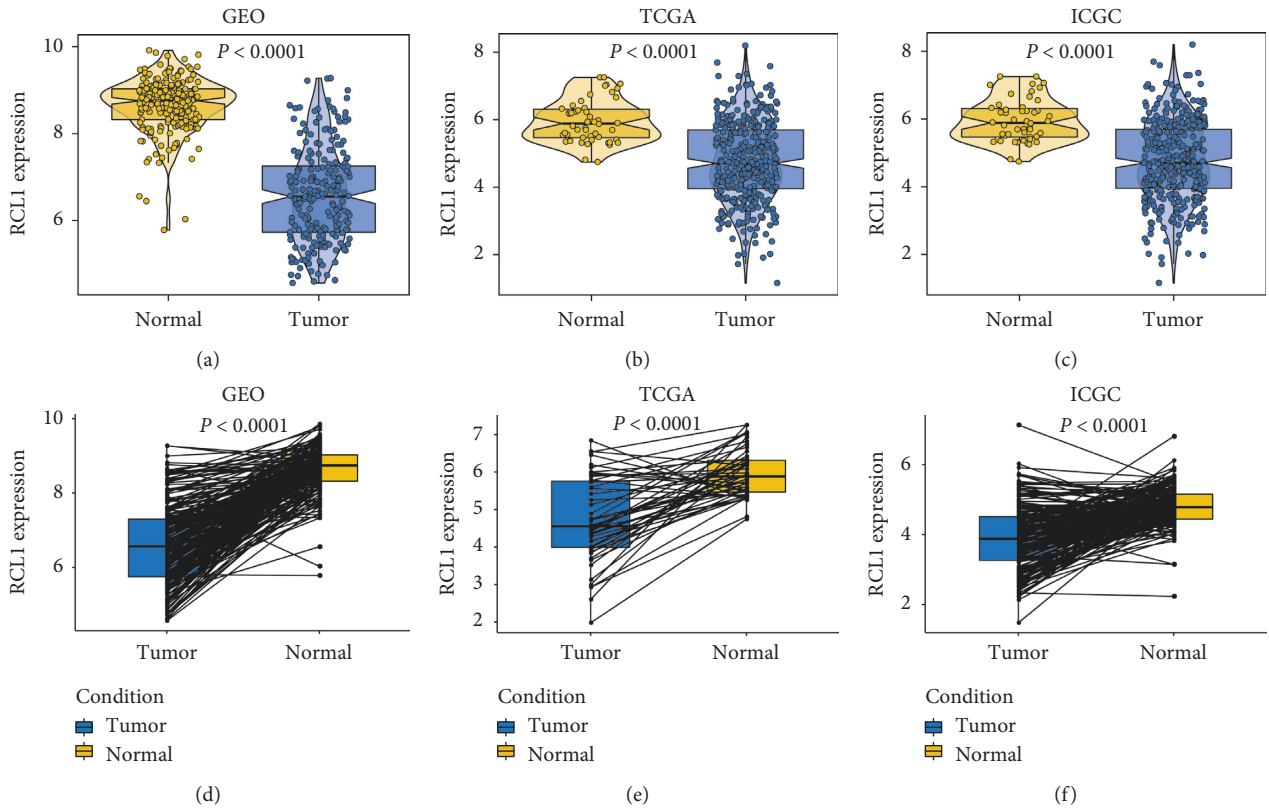 GEO
P < 0.0001
RCL1 expression
10
8
6
Normal
Tumor
(a)
TCGA
P < 0.0001
RCL1 expression
8
6
4
2
Normal
Tumor
(b)
ICGC
P < 0.0001
RCL1 expression
8
6
4
2
Normal
Tumor
(c)
GEO
P < 0.0001
RCL1 expression
10
8
6
Tumor
Normal
Condition
Tumor
Normal
(d)
TCGA
P < 0.0001
RCL1 expression
7
6
5
4
3
2
Tumor
Normal
Condition
Tumor
Normal
(e)
ICGC
P < 0.0001
RCL1 expression
6
4
2
Tumor
Normal
Condition
Tumor
Normal
(f)